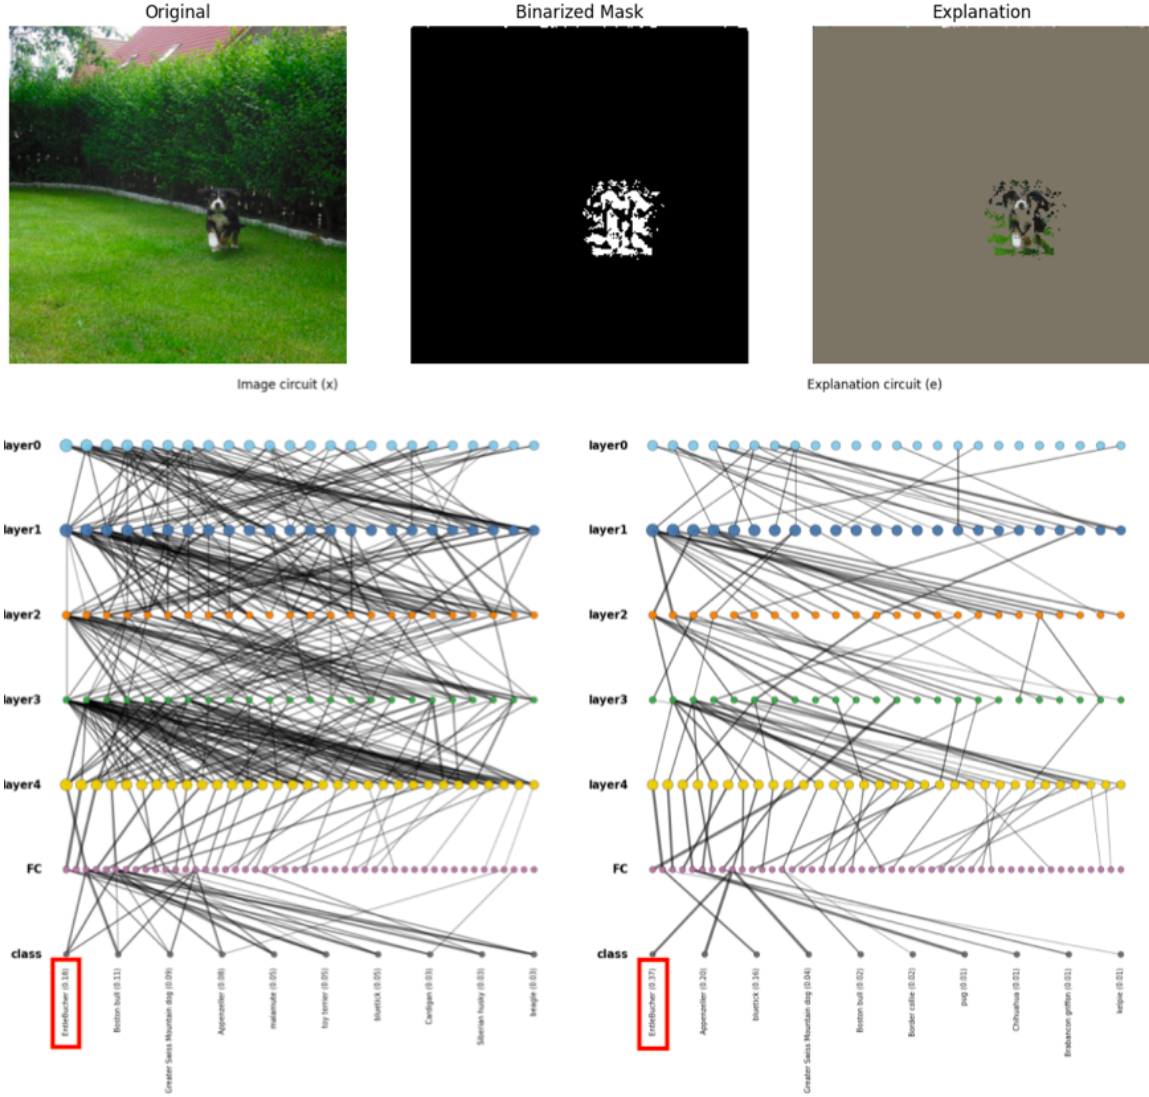 Original
Binarized Mask
Explanation
Image circuit (x)
Explanation circuit (e)
layer0
layer0
layer1
layer1
layer2
layer2
layer3
layer3
layer4
layer4
FC
FC
class
class
EntleBucher (0.18)
Boston bull (0.11)
Greater Swiss Mountain dog (0.09)
Appenzeller (0.08)
malamute (0.05)
toy terrier (0.05)
bluetick (0.05)
Cardigan (0.03)
Siberian husky (0.03)
beagle (0.03)
EntleBucher (0.37)
Appenzeller (0.20)
bluetick (0.16)
Greater Swiss Mountain dog (0.04)
Boston bull (0.02)
Border collie (0.02)
pug (0.01)
Chihuahua (0.01)
Brabancon griffon (0.01)
kelpie (0.01)